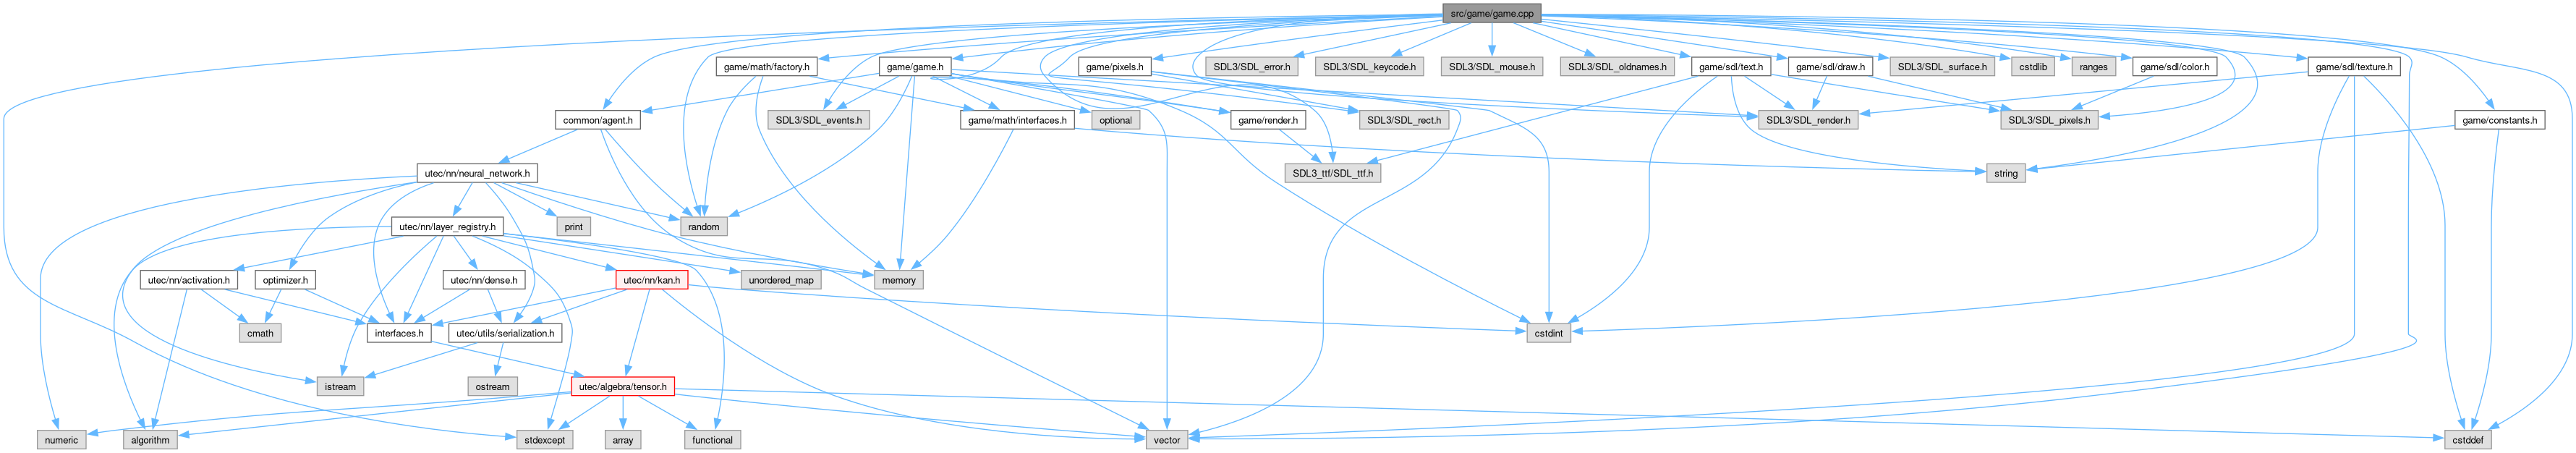 src/game/game.cpp
game/math/factory.h
game/game.h
game/pixels.h
SDL3/SDL_error.h
SDL3/SDL_keycode.h
SDL3/SDL_mouse.h
SDL3/SDL_oldnames.h
game/sdl/text.h
game/sdl/draw.h
SDL3/SDL_surface.h
cstdlib
ranges
game/sdl/color.h
game/sdl/texture.h
common/agent.h
SDL3/SDL_events.h
game/math/interfaces.h
optional
game/render.h
SDL3/SDL_rect.h
SDL3/SDL_render.h
SDL3/SDL_pixels.h
game/constants.h
utec/nn/neural_network.h
SDL3_ttf/SDL_ttf.h
string
utec/nn/layer_registry.h
print
random
utec/nn/activation.h
optimizer.h
utec/nn/dense.h
utec/nn/kan.h
unordered_map
memory
cmath
interfaces.h
utec/utils/serialization.h
cstdint
istream
ostream
utec/algebra/tensor.h
numeric
algorithm
stdexcept
array
functional
vector
cstddef